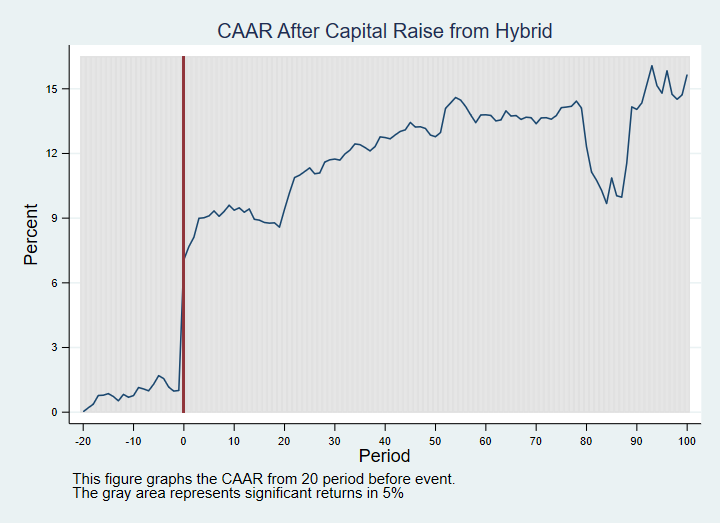 CAAR After Capital Raise from Hybrid
15
12
9
6
3
0
Percent
-20 -10 0 10 20 30 40 50 60 70 80 90 100
Period
This figure graphs the CAAR from 20 period before event.
The gray area represents significant returns in 5%